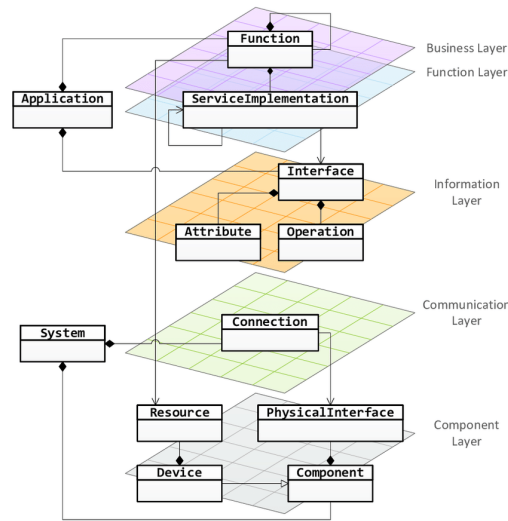 Function
Business Layer
Function Layer
Application
ServiceImplementation
Interface
Information
Layer
Attribute
Operation
Communication
Layer
System
Connection
Resource
PhysicalInterface
Component
Layer
Device
Component